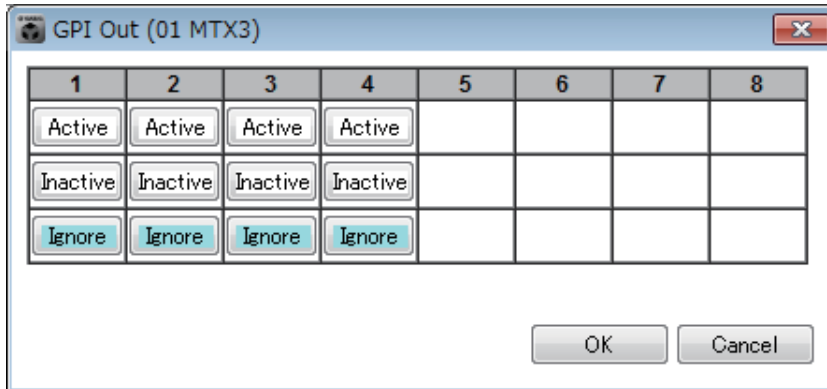 GPI Out (01 MTX3)
1 2 3 4 5 6 7 8
Active Active Active Active
Inactive Inactive Inactive Inactive
Ignore Ignore Ignore Ignore
OK Cancel